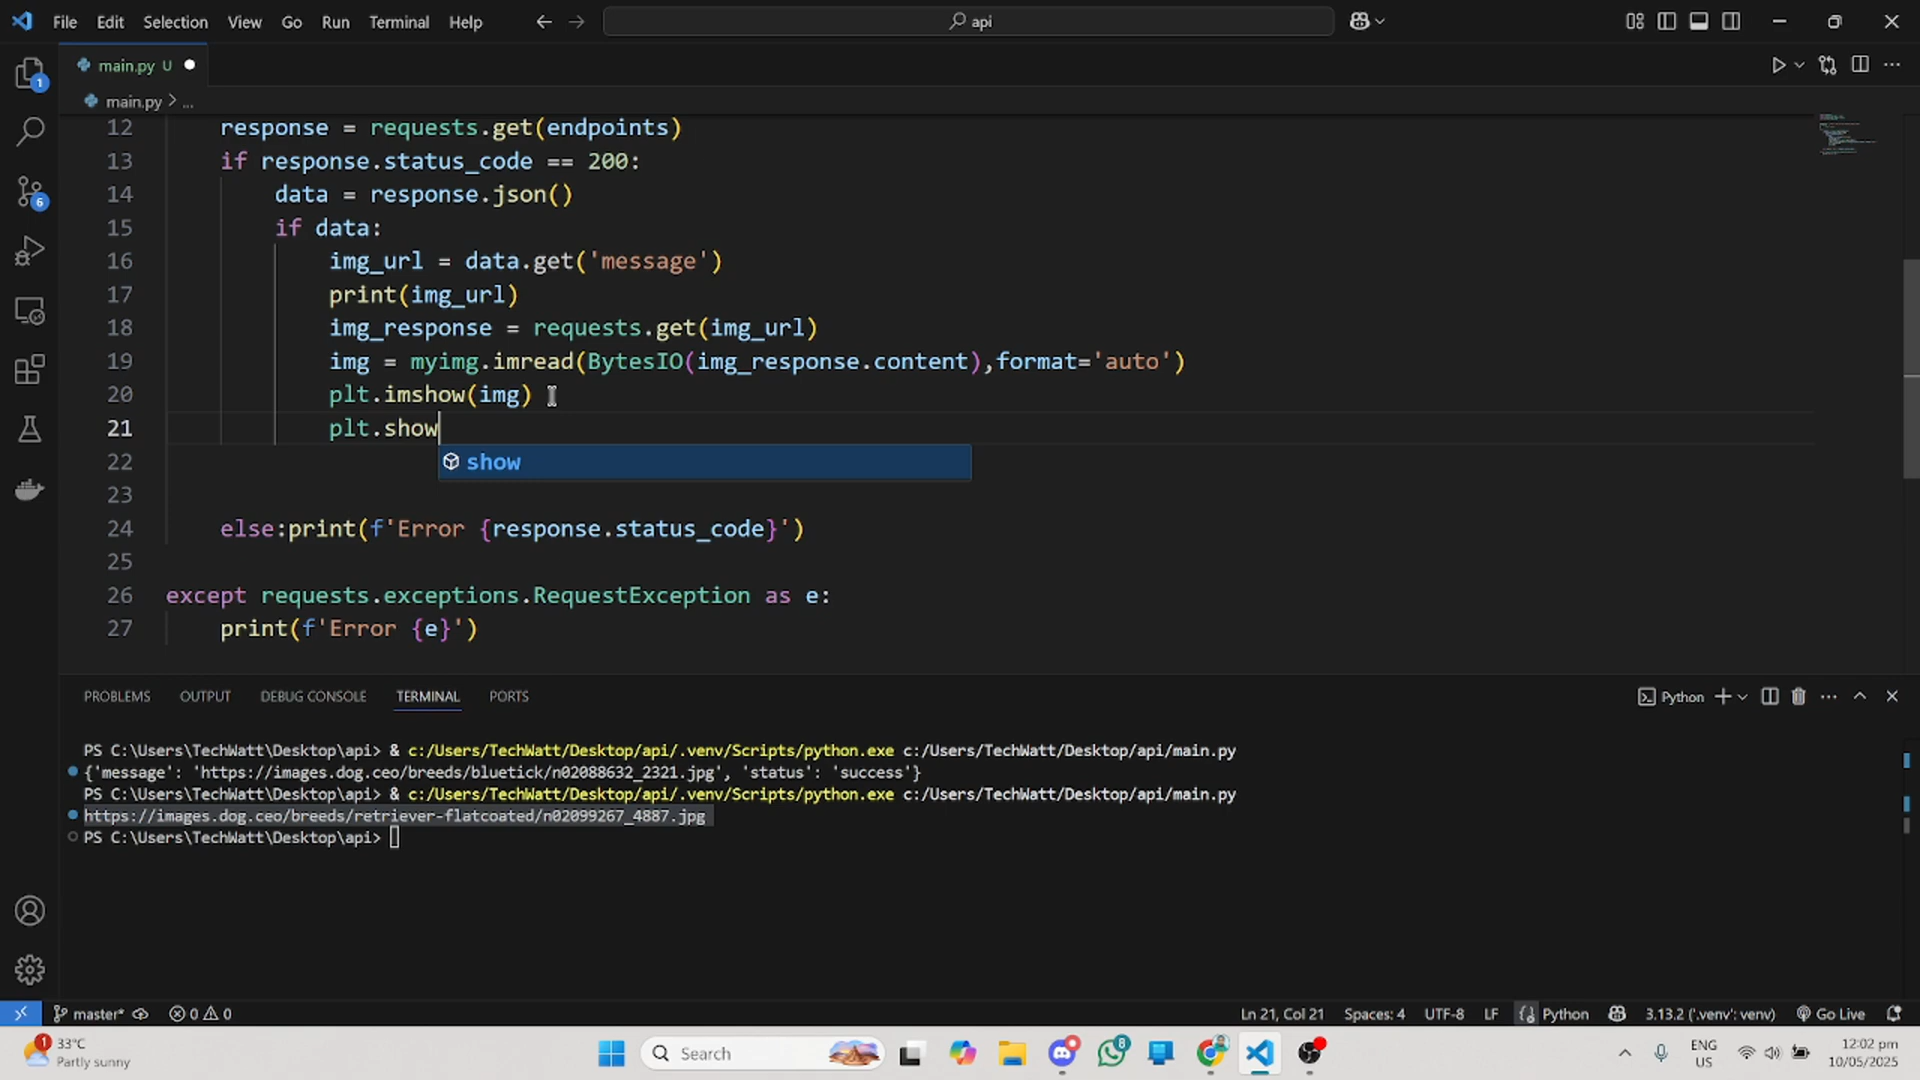 File Edit Selection View Go Run Terminal Help
api
main.py U
main.py > ...
12 response = requests.get(endpoints)
13 if response.status_code == 200:
14 data = response.json()
15 if data:
16 img_url = data.get('message')
17 print(img_url)
18 img_response = requests.get(img_url)
19 img = myimg.imread(BytesIO(img_response.content),format='auto')
20 plt.imshow(img)
21 plt.show
show
22
23
24 else:print(f'Error {response.status_code}')
25
26 except requests.exceptions.RequestException as e:
27 print(f'Error {e}')
1
6
PROBLEMS OUTPUT DEBUG CONSOLE TERMINAL PORTS
Python
PS C:\Users\TechWatt\Desktop\api> & c:/Users/TechWatt/Desktop/api/.venv/Scripts/python.exe c:/Users/TechWatt/Desktop/api/main.py
{'message': 'https://images.dog.ceo/breeds/bluetick/n02088632_2321.jpg', 'status': 'success'}
PS C:\Users\TechWatt\Desktop\api> & c:/Users/TechWatt/Desktop/api/.venv/Scripts/python.exe c:/Users/TechWatt/Desktop/api/main.py
https://images.dog.ceo/breeds/retriever-flatcoated/n02099267_4887.jpg
PS C:\Users\TechWatt\Desktop\api>
master* 0 0 Ln 21, Col 21 Spaces: 4 UTF-8 LF Python 3.13.2 ('.venv': venv) Go Live
1
33°C
Partly sunny
Search
8
ENG
US
12:02 pm
10/05/2025